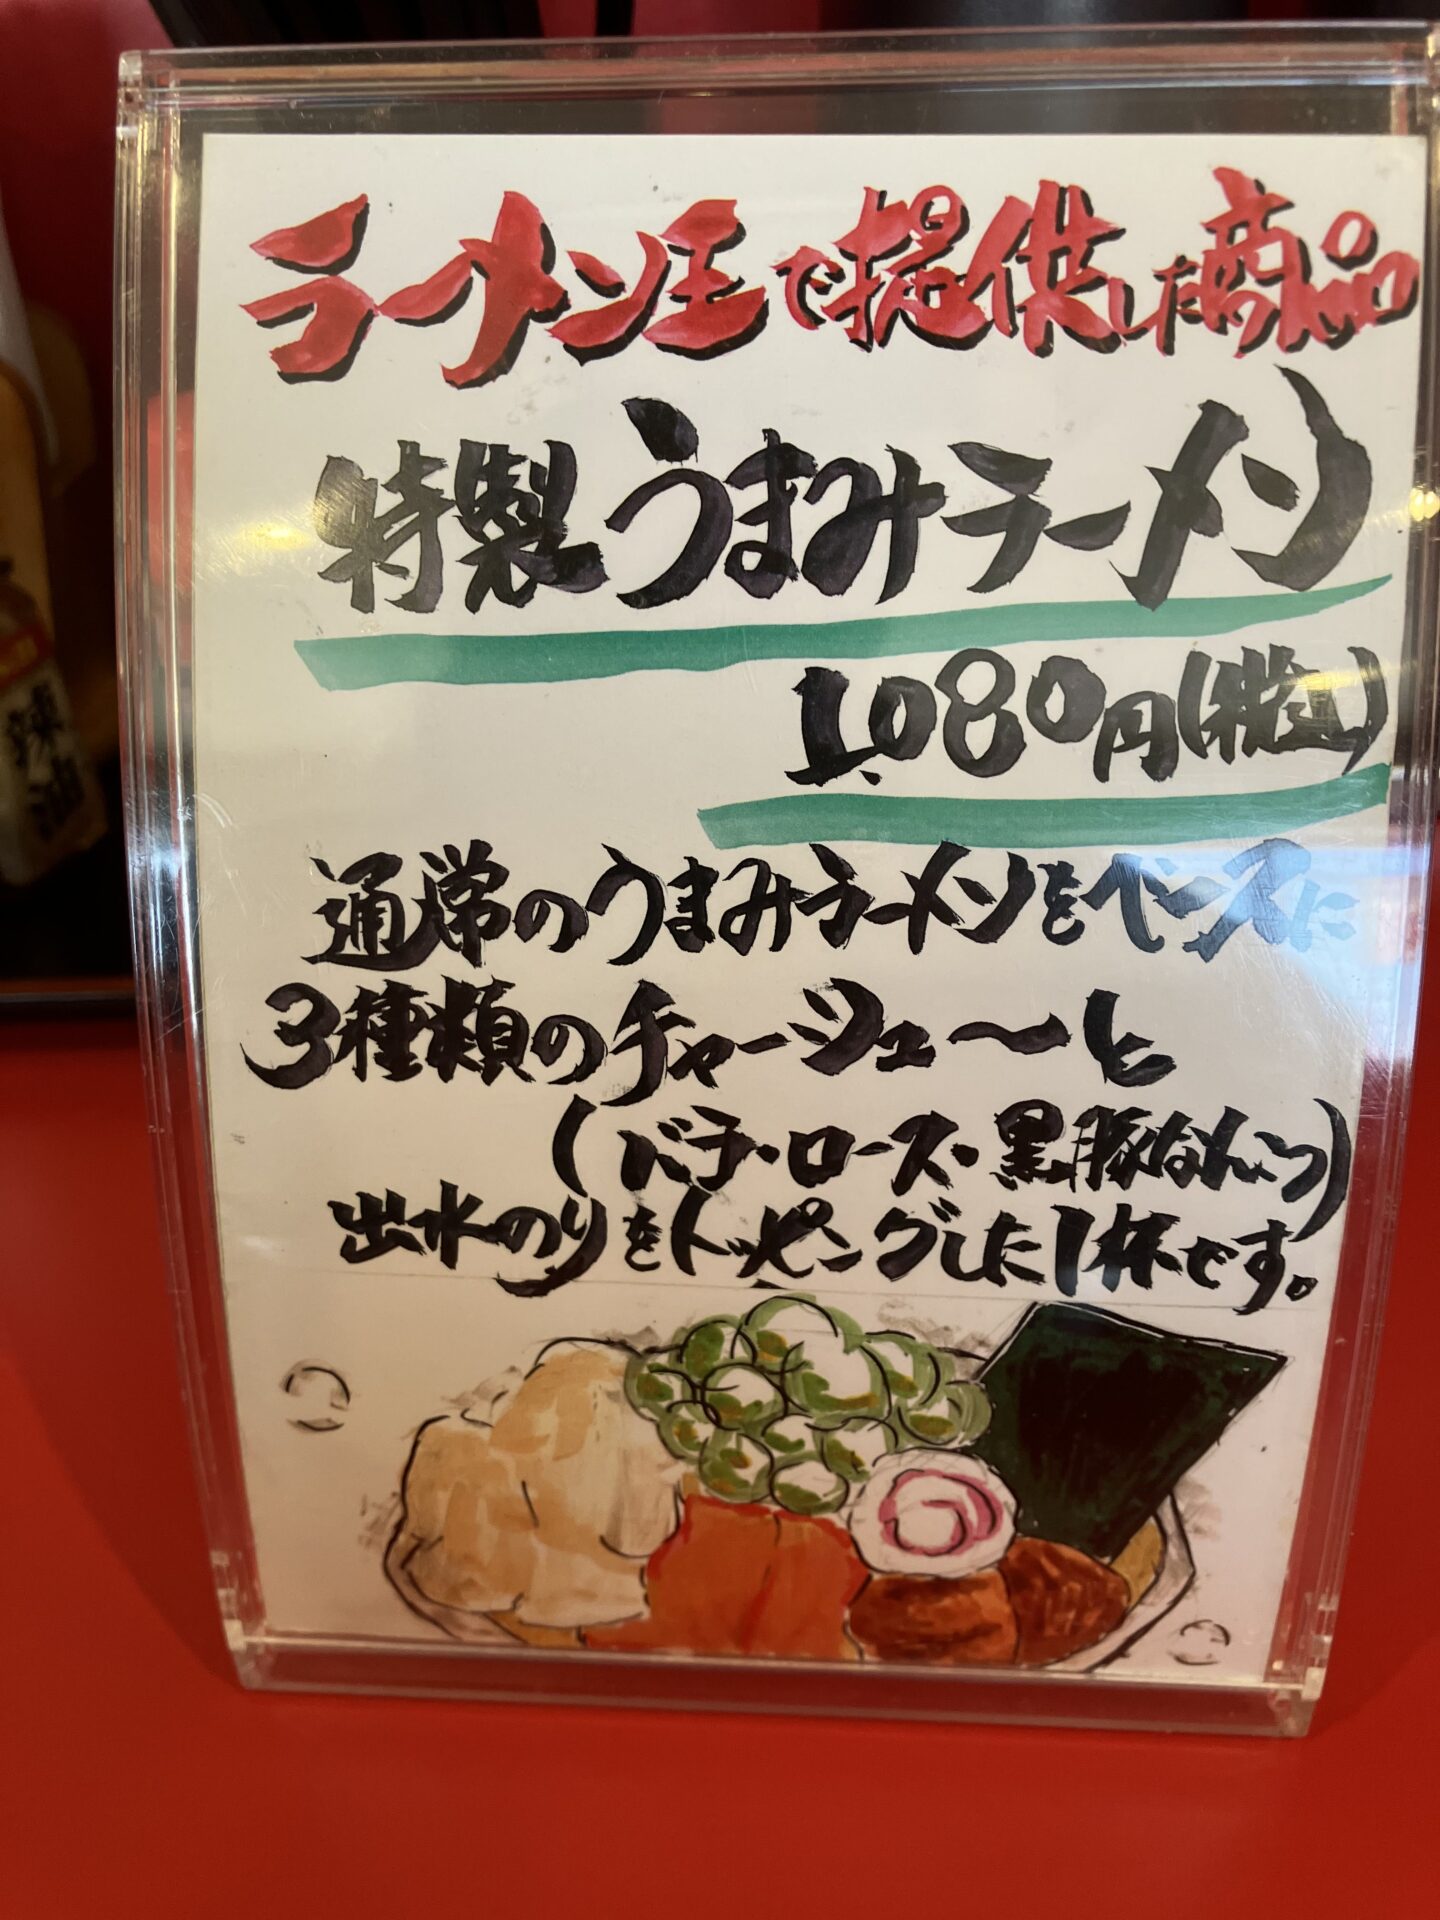 ラーメン王で提供した商品
特製うまみラーメン
1,080円(税込)
通常のうまみラーメンをベースに
3種類のチャーシュ〜と
(バラ・ロース・黒豚なんこつ)
出水のりをトッピングした1杯です。
辣油